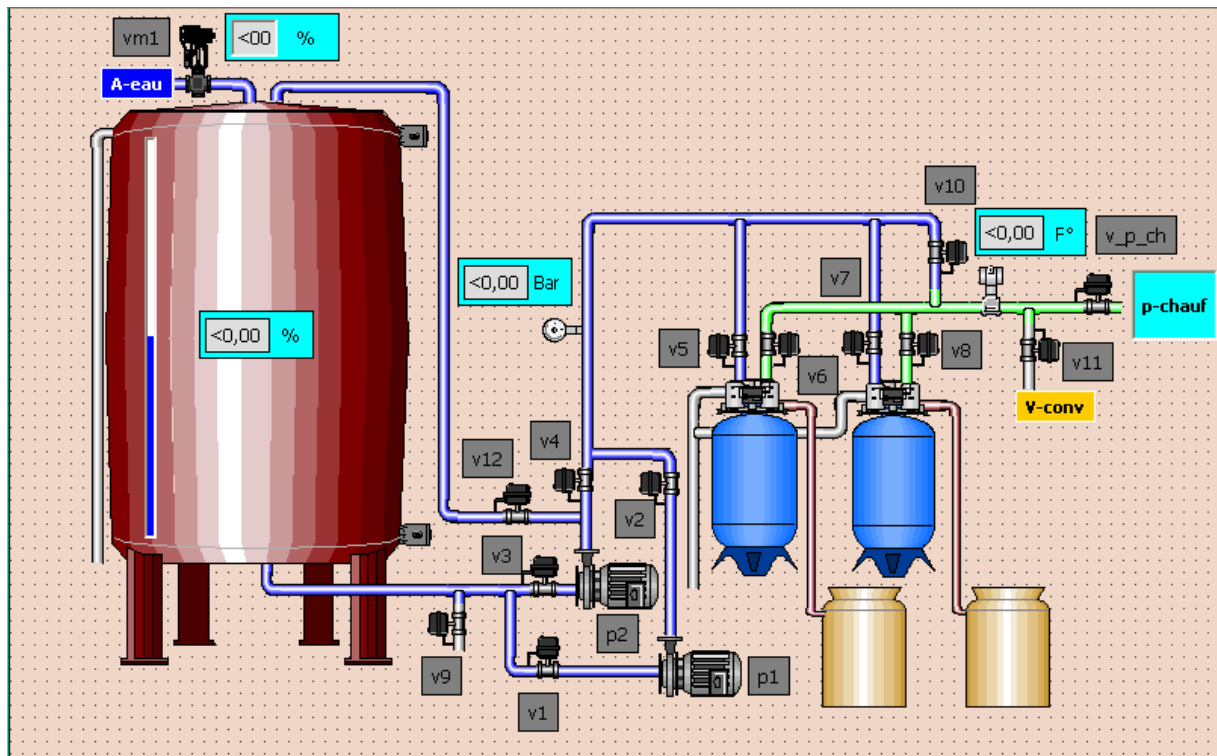 vm1
<00 %
A-eau
v10
<0,00 F°
v_p_ch
v7
<0,00 Bar
p-chauf
<0,00 %
v5
v6
v8
v11
V-conv
v4
v12
v2
v3
p2
v9
p1
v1